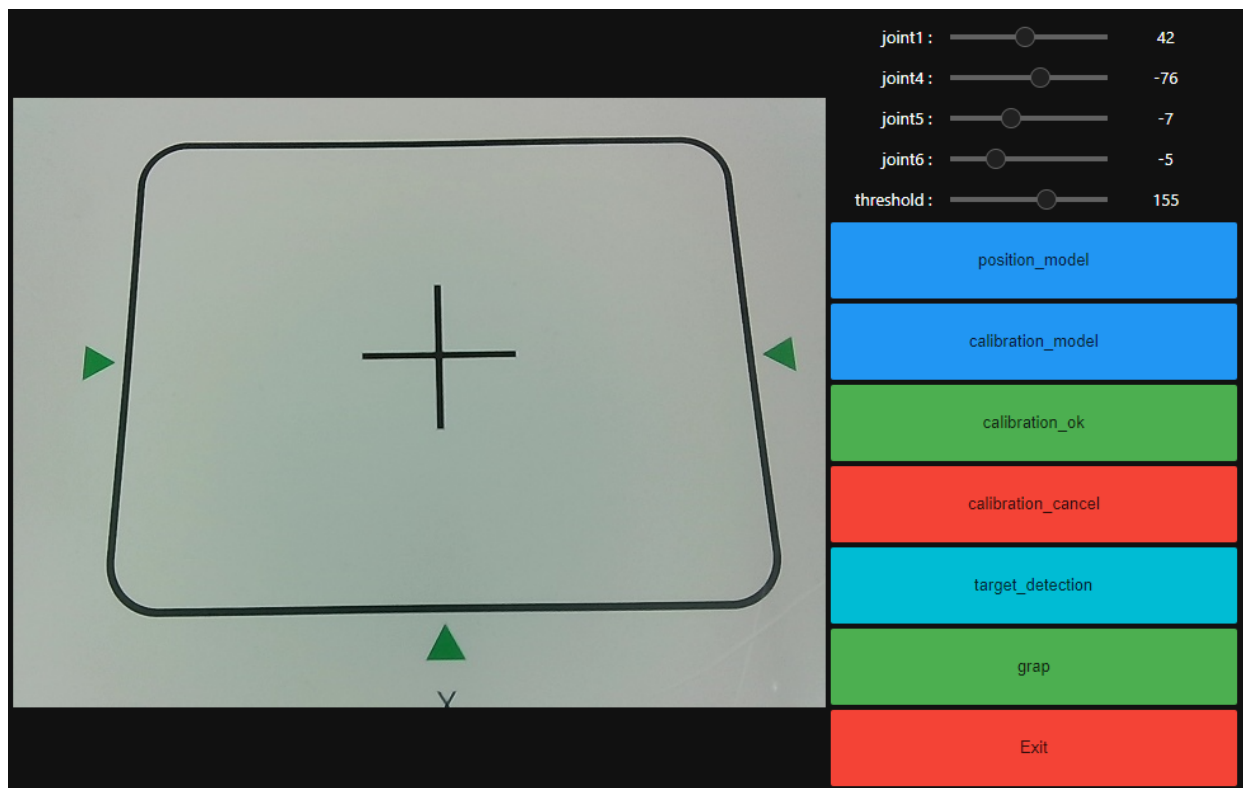 joint1 : 42
joint4 : -76
joint5 : -7
joint6 : -5
threshold : 155
position_model
calibration_model
calibration_ok
calibration_cancel
target_detection
grap
Exit
Y